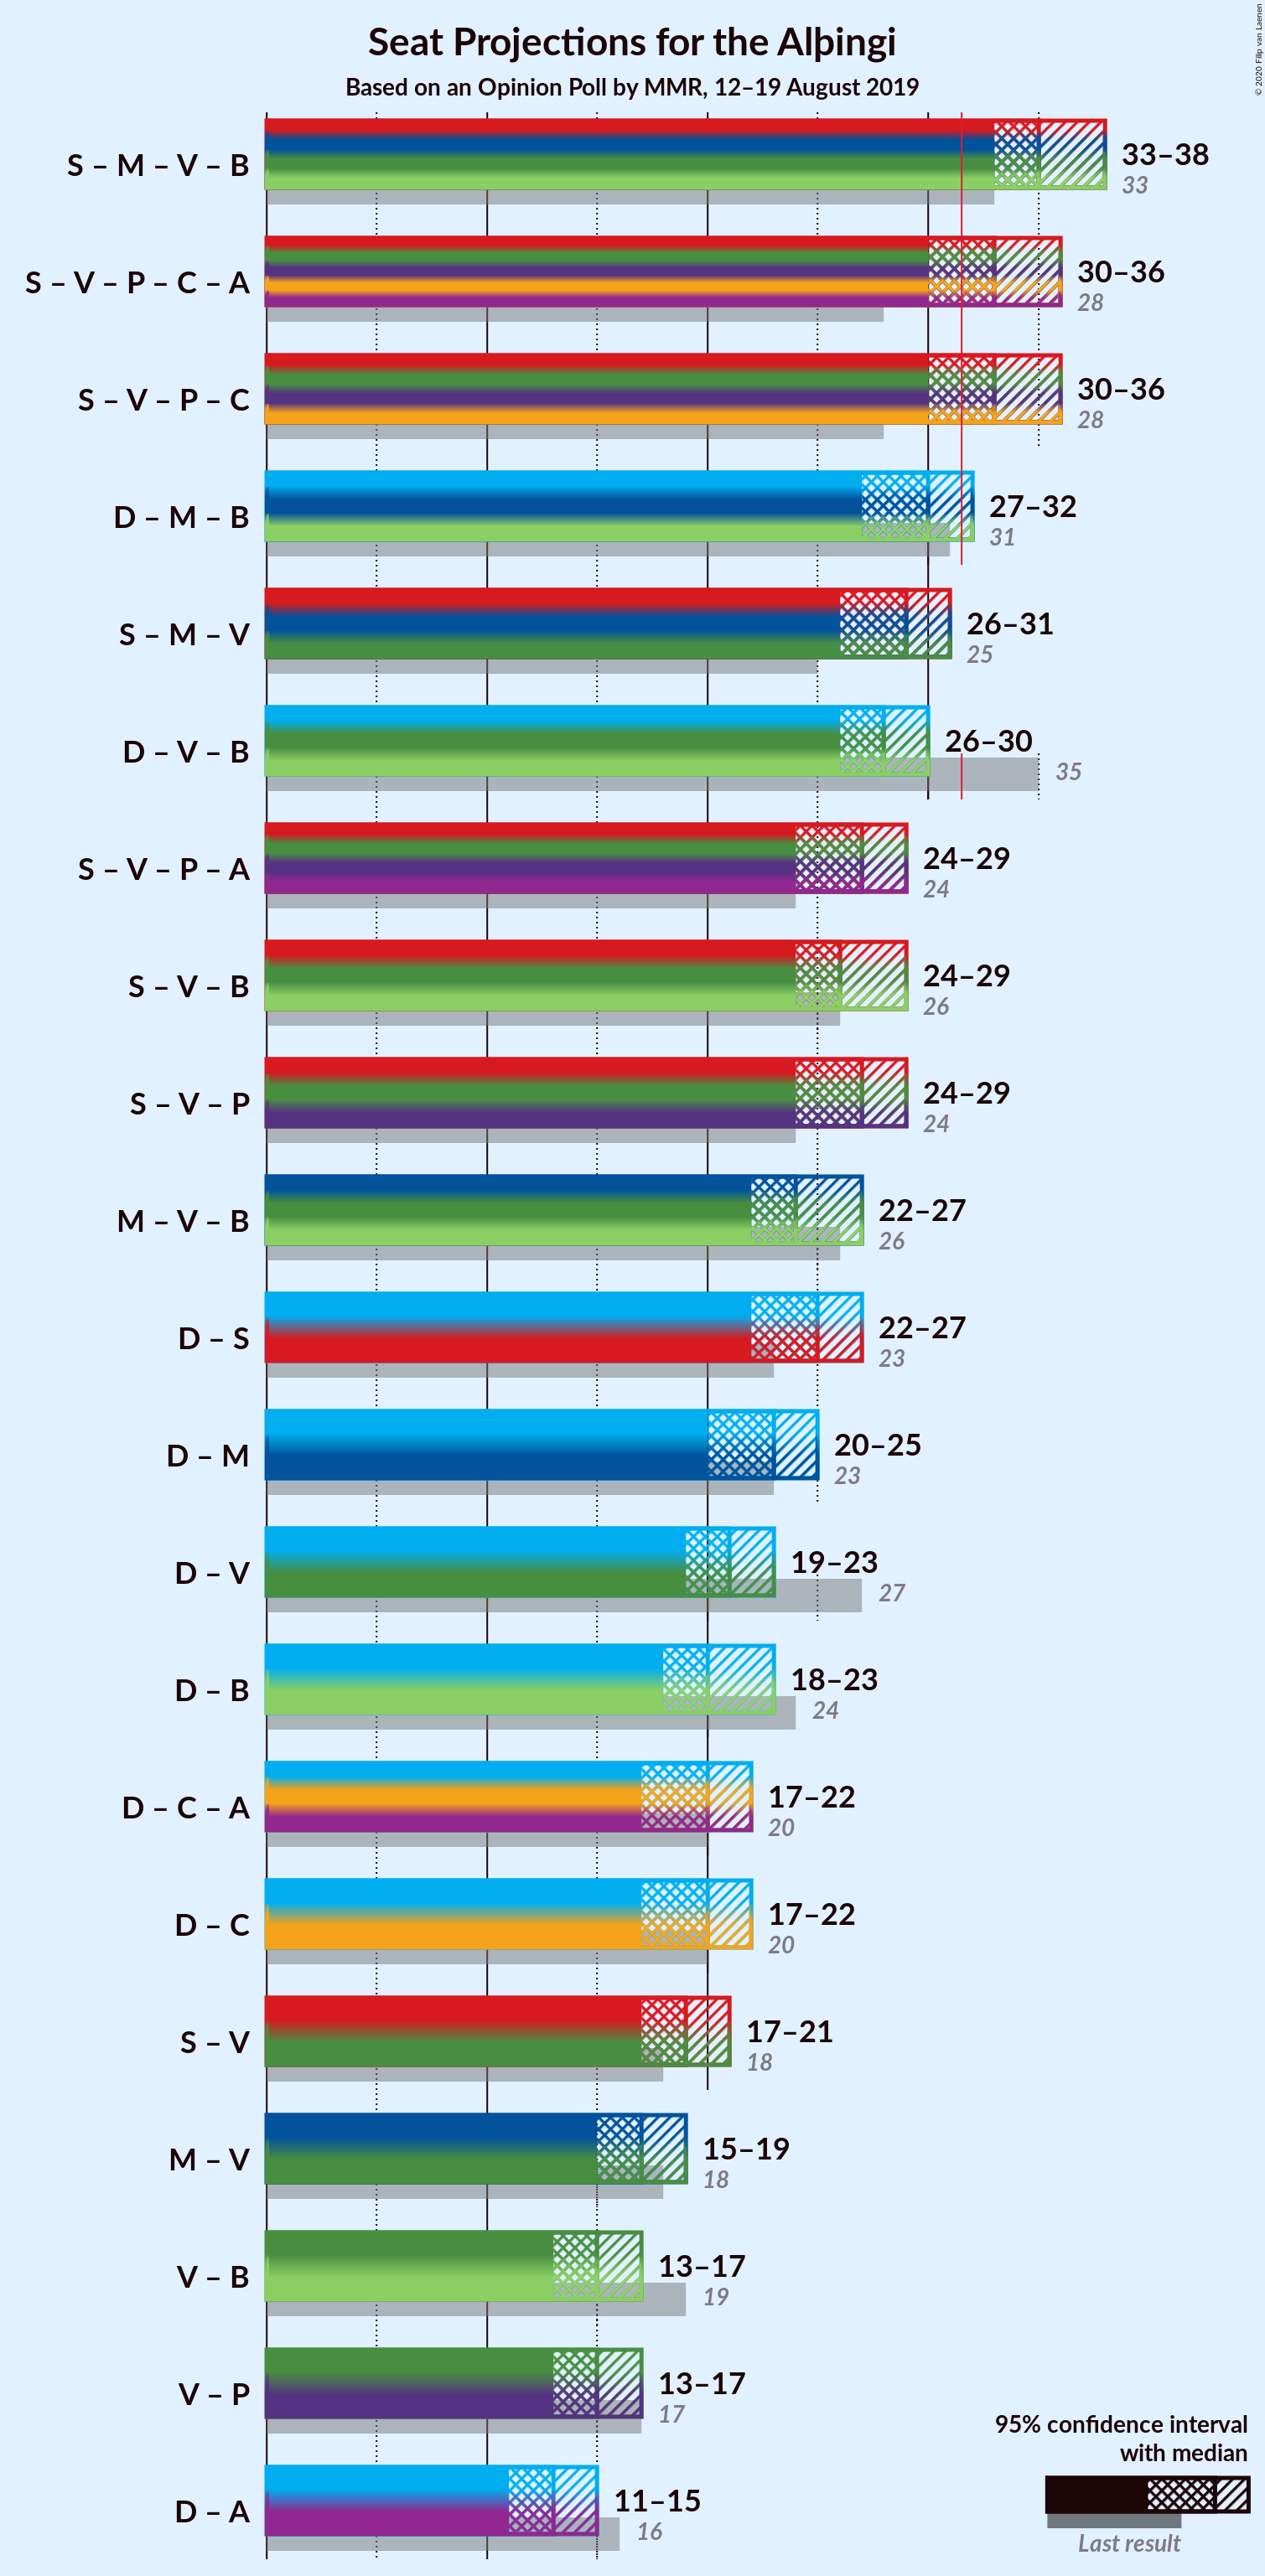 Seat Projections for the Alþingi
Based on an Opinion Poll by MMR, 12–19 August 2019
© 2020 Filip van Laenen
S – M – V – B
33–38
33
S – V – P – C – A
30–36
28
S – V – P – C
30–36
28
D – M – B
27–32
31
S – M – V
26–31
25
D – V – B
26–30
35
S – V – P – A
24–29
24
S – V – B
24–29
26
S – V – P
24–29
24
M – V – B
22–27
26
D – S
22–27
23
D – M
20–25
23
D – V
19–23
27
D – B
18–23
24
D – C – A
17–22
20
D – C
17–22
20
S – V
17–21
18
M – V
15–19
18
V – B
13–17
19
V – P
13–17
17
D – A
11–15
16
95% confidence interval
with median
Last result